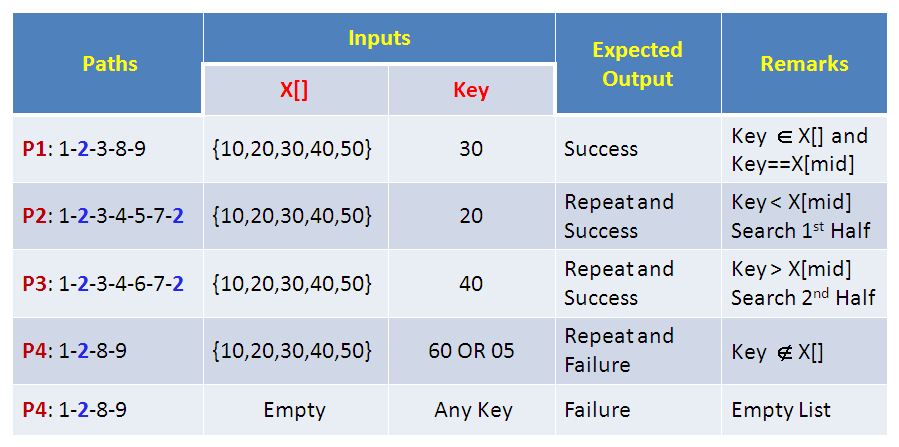 Paths
Inputs
Expected
Output
Remarks
X[]
Key
P1: 1-2-3-8-9
{10,20,30,40,50}
30
Success
Key ∈ X[] and
Key==X[mid]
P2: 1-2-3-4-5-7-2
{10,20,30,40,50}
20
Repeat and
Success
Key < X[mid]
Search 1st Half
P3: 1-2-3-4-6-7-2
{10,20,30,40,50}
40
Repeat and
Success
Key > X[mid]
Search 2nd Half
P4: 1-2-8-9
{10,20,30,40,50}
60 OR 05
Repeat and
Failure
Key ∉ X[]
P4: 1-2-8-9
Empty
Any Key
Failure
Empty List